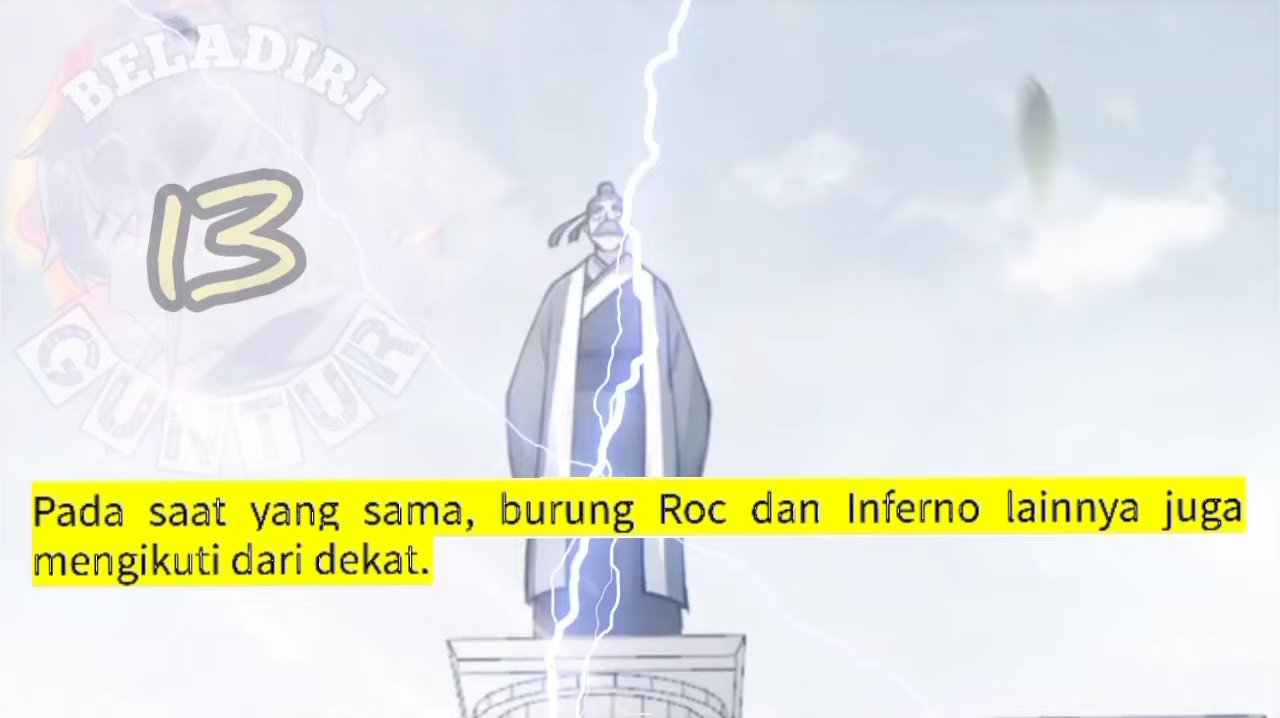 BELADIRI
13
GUNTUR
Pada saat yang sama, burung Roc dan Inferno lainnya juga
mengikuti dari dekat.